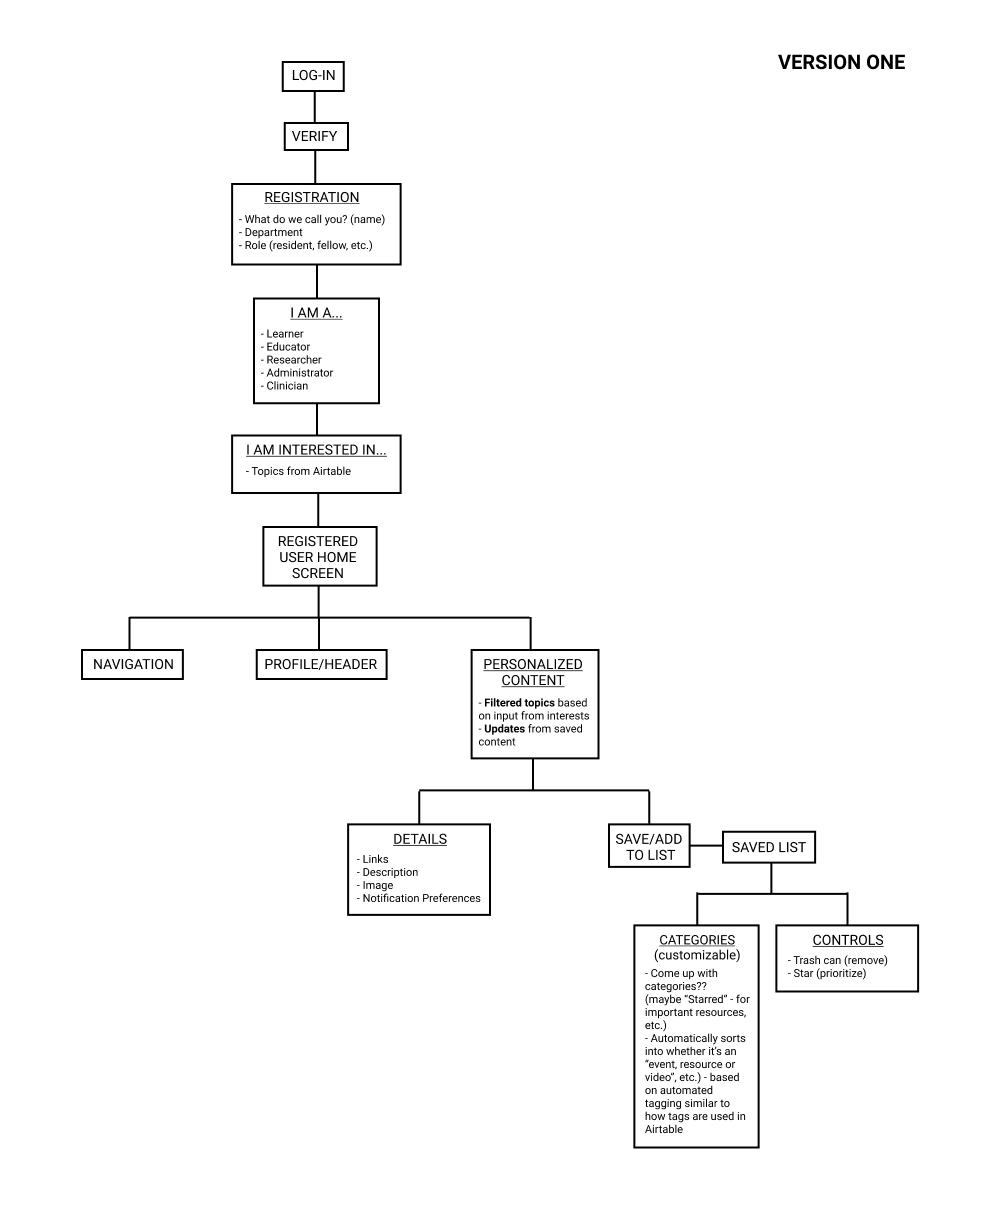 VERSION ONE
LOG-IN
VERIFY
REGISTRATION
- What do we call you? (name)
- Department
- Role (resident, fellow, etc.)
I AM A...
- Learner
- Educator
- Researcher
- Administrator
- Clinician
I AM INTERESTED IN...
- Topics from Airtable
REGISTERED
USER HOME
SCREEN
NAVIGATION
PROFILE/HEADER
PERSONALIZED
CONTENT
- Filtered topics based
on input from interests
- Updates from saved
content
DETAILS
- Links
- Description
- Image
- Notification Preferences
SAVE/ADD
TO LIST
SAVED LIST
CATEGORIES
(customizable)
- Come up with
categories??
(maybe “Starred” - for
important resources,
etc.)
- Automatically sorts
into whether it’s an
“event, resource or
video”, etc.) - based
on automated
tagging similar to
how tags are used in
Airtable
CONTROLS
- Trash can (remove)
- Star (prioritize)